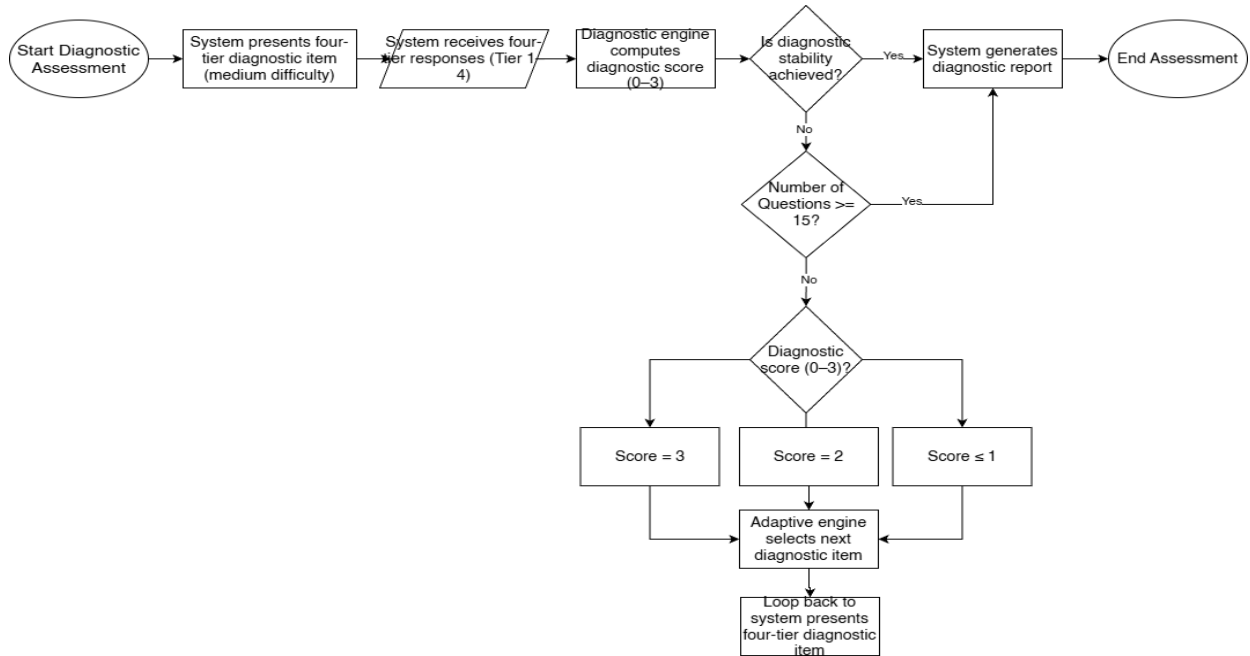 Start Diagnostic
Assessment
System presents four-
tier diagnostic item
(medium difficulty)
System receives four-
tier responses (Tier 1-
4)
Diagnostic engine
computes
diagnostic score
(0–3)
Is diagnostic
stability
achieved?
Yes
System generates
diagnostic report
End Assessment
No
Number of
Questions >=
15?
Yes
No
Diagnostic
score (0–3)?
Score = 3
Score = 2
Score ≤ 1
Adaptive engine
selects next
diagnostic item
Loop back to
system presents
four-tier diagnostic
item